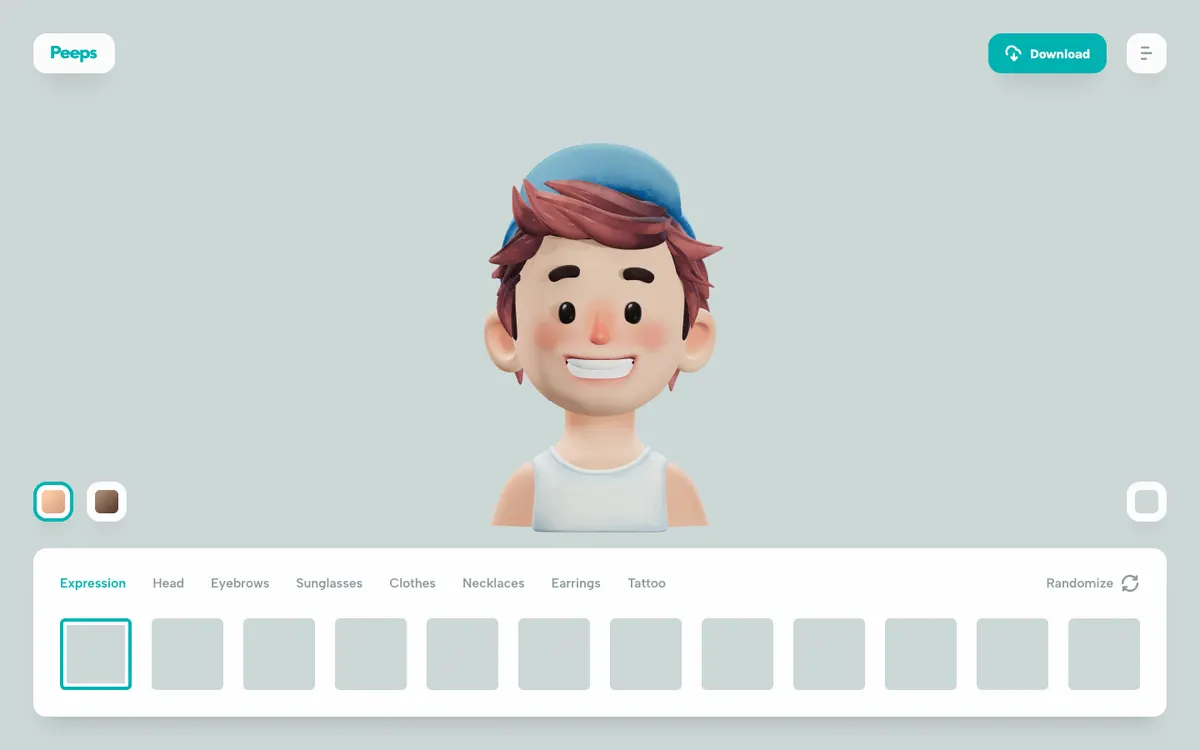 Peeps
Download
Expression Head Eyebrows Sunglasses Clothes Necklaces Earrings Tattoo Randomize